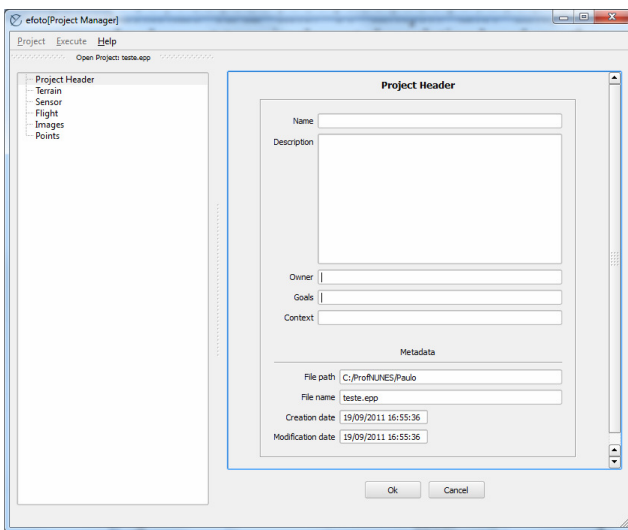 efoto[Project Manager]
Project Execute Help
Open Project: teste.epp
Project Header
Terrain
Sensor
Flight
Images
Points
Project Header
Name
Description
Owner
Goals
Context
Metadata
File path C:/ProfNUNES/Paulo
File name teste.epp
Creation date 19/09/2011 16:55:36
Modification date 19/09/2011 16:55:36
Ok Cancel